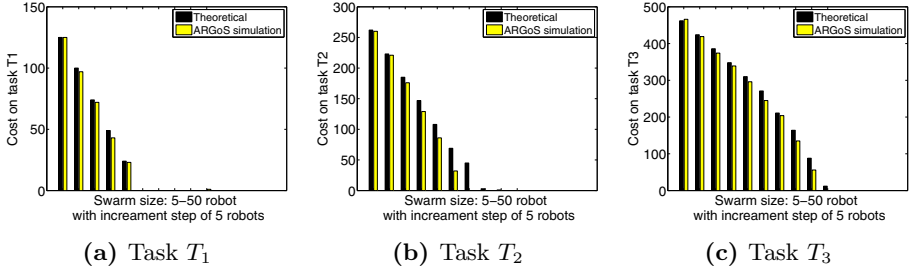 150
100
50
0
Cost on task T1
Theoretical
ARGoS simulation
Swarm size: 5−50 robot
with increament step of 5 robots
(a) Task T1
300
250
200
150
100
50
0
Cost on task T2
Theoretical
ARGoS simulation
Swarm size: 5−50 robot
with increament step of 5 robots
(b) Task T2
500
400
300
200
100
0
Cost on task T3
Theoretical
ARGoS simulation
Swarm size: 5−50 robot
with increament step of 5 robots
(c) Task T3